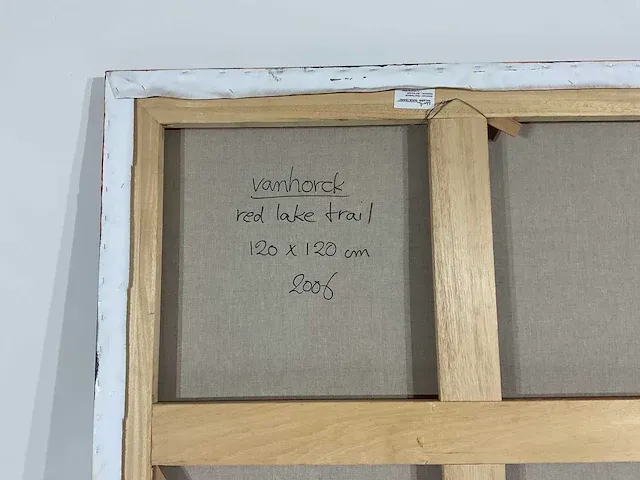 vanhorck
red lake trail
120 x 120 cm
2006